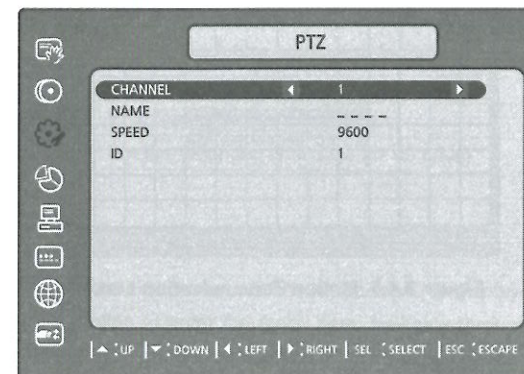 PTZ
CHANNEL 1
NAME _ _ _ _
SPEED 9600
ID 1
▲ : UP ▼ : DOWN ◀ : LEFT ▶ : RIGHT SEL : SELECT ESC : ESCAPE